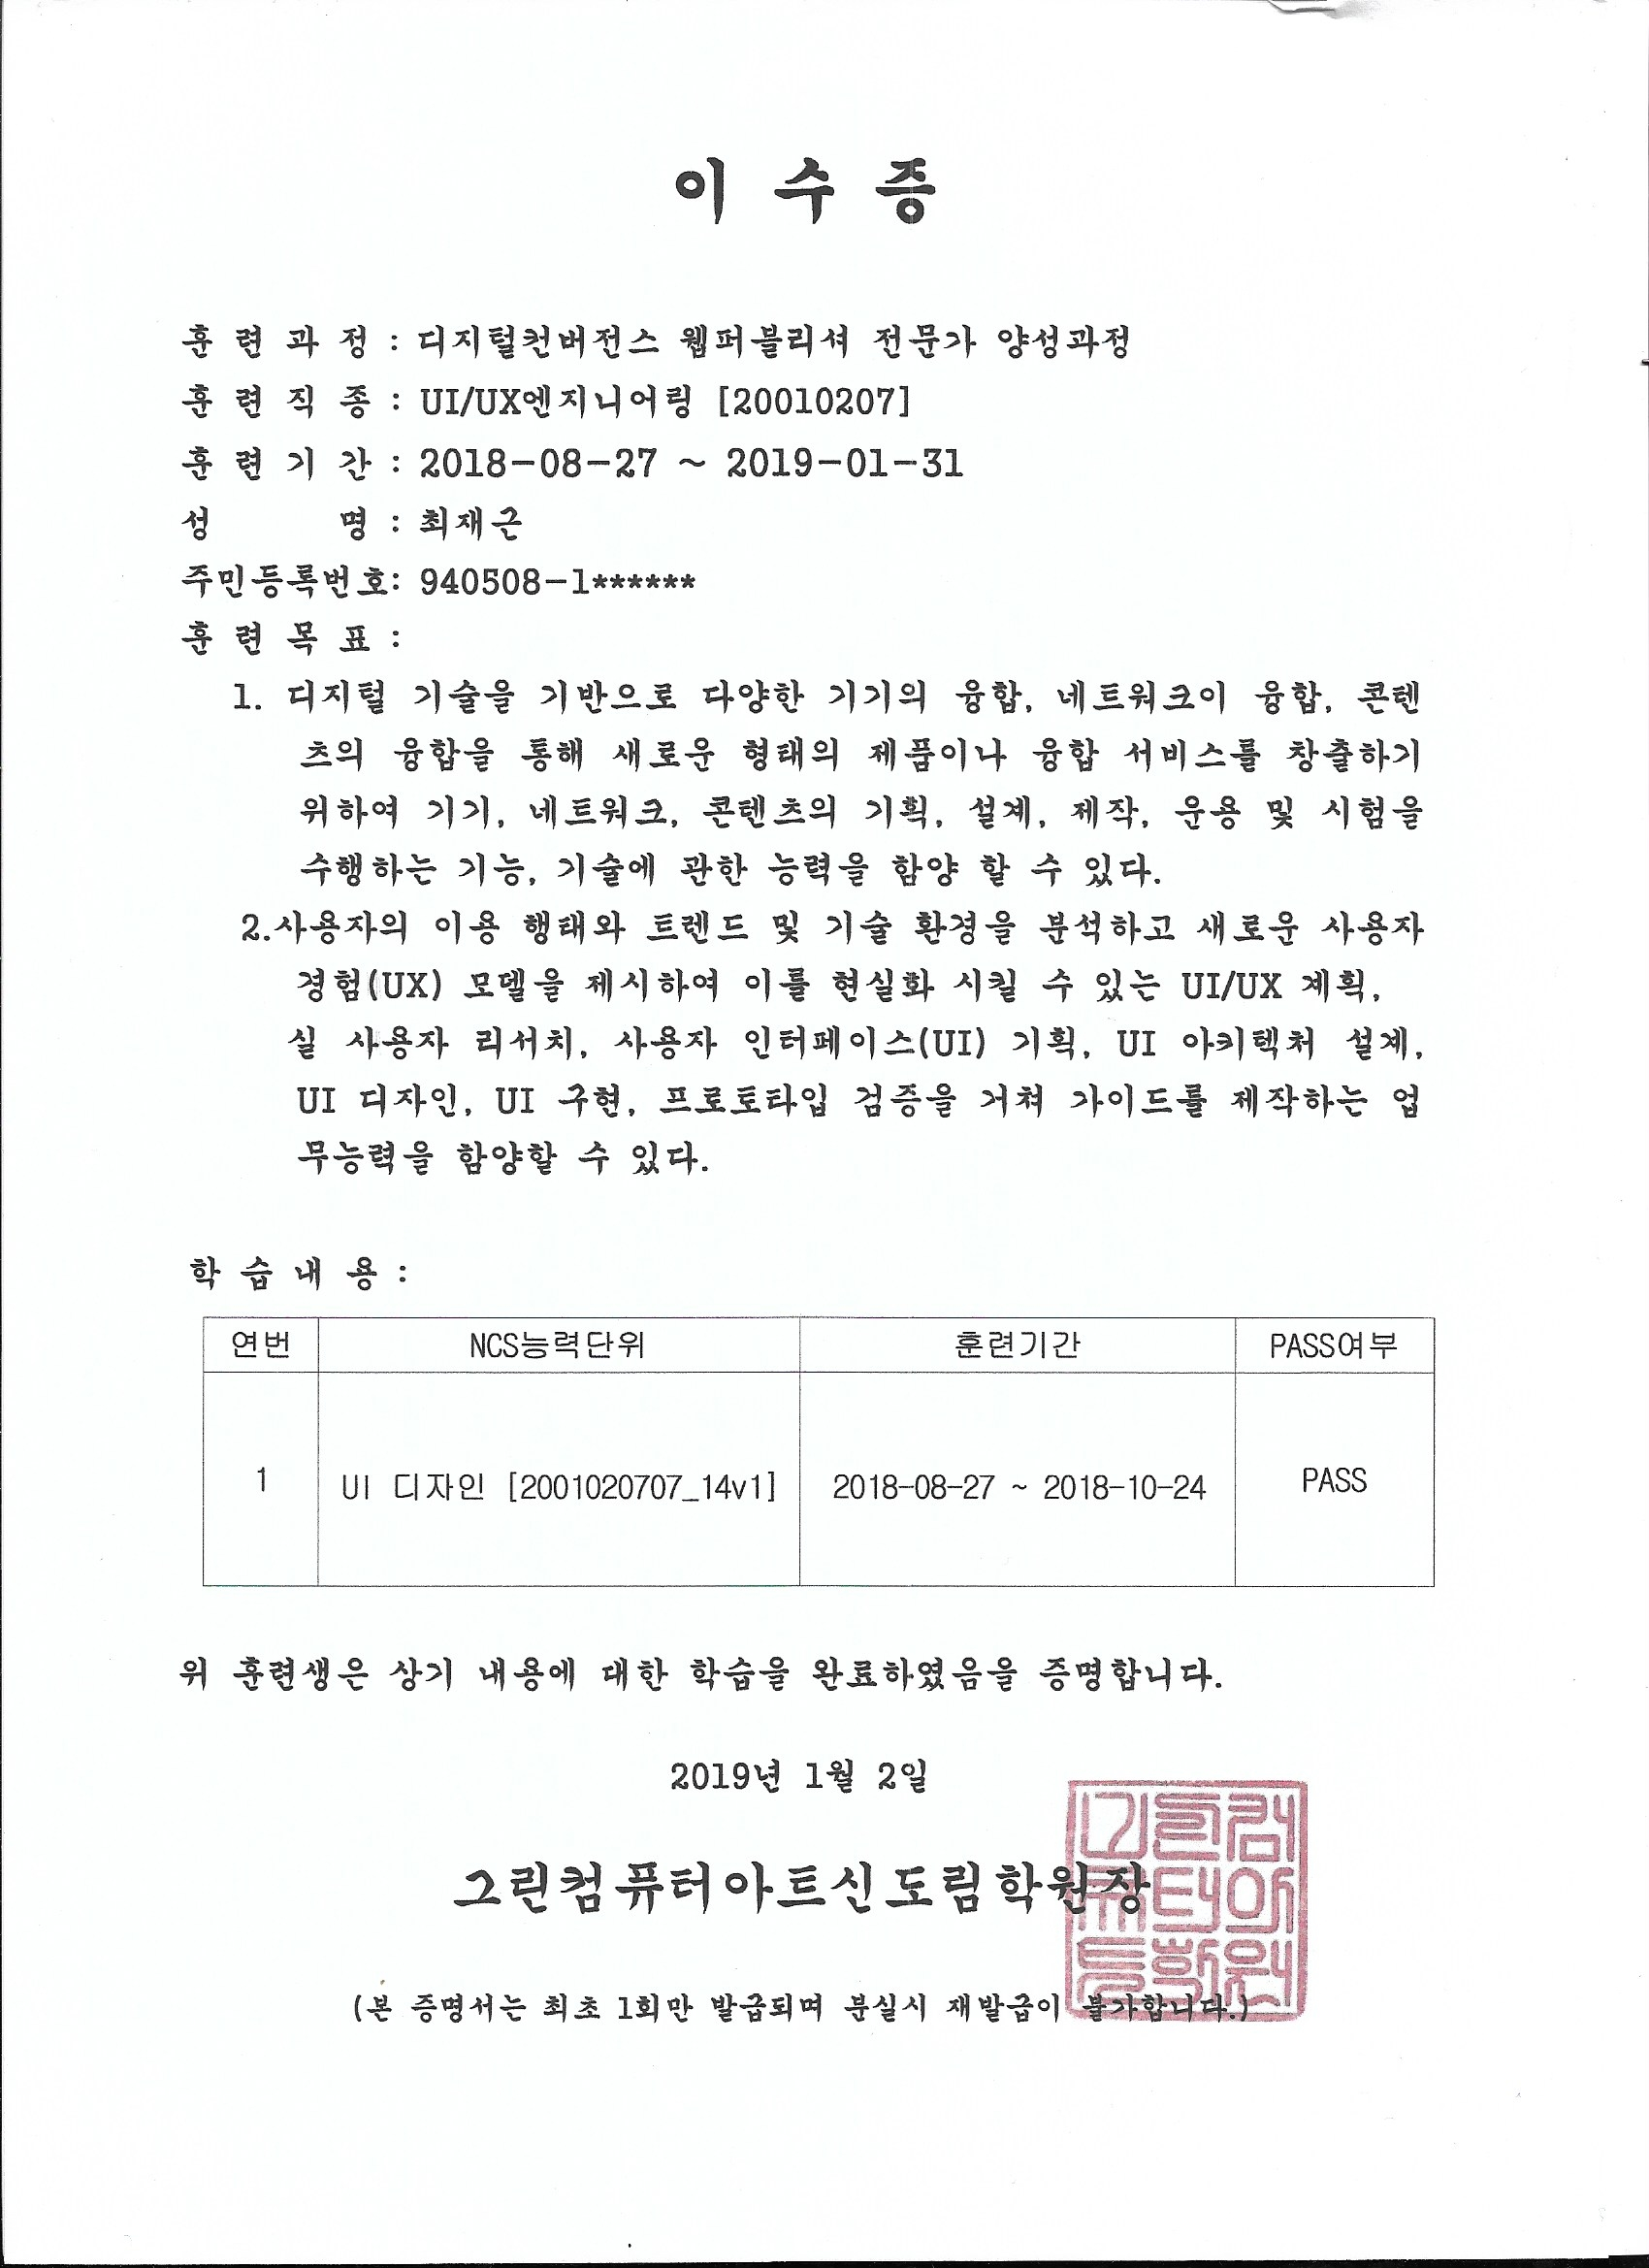 이 수 증
훈 련 과 정 : 디지털컨버전스 웹퍼블리셔 전문가 양성과정
훈 련 직 종 : UI/UX엔지니어링 [20010207]
훈 련 기 간 : 2018-08-27 ~ 2019-01-31
성 명 : 최재근
주민등록번호: 940508-1******
훈 련 목 표 :
1. 디지털 기술을 기반으로 다양한 기기의 융합, 네트워크이 융합, 콘텐
츠의 융합을 통해 새로운 형태의 제품이나 융합 서비스를 창출하기
위하여 기기, 네트워크, 콘텐츠의 기획, 설계, 제작, 운용 및 시험을
수행하는 기능, 기술에 관한 능력을 함양 할 수 있다.
2.사용자의 이용 행태와 트렌드 및 기술 환경을 분석하고 새로운 사용자
경험(UX) 모델을 제시하여 이를 현실화 시킬 수 있는 UI/UX 계획,
실 사용자 리서치, 사용자 인터페이스(UI) 기획, UI 아키텍처 설계,
UI 디자인, UI 구현, 프로토타입 검증을 거쳐 가이드를 제작하는 업
무능력을 함양할 수 있다.
학 습 내 용 :
연번 NCS능력단위 훈련기간 PASS여부
1 UI 디자인 [2001020707_14v1] 2018-08-27 ~ 2018-10-24 PASS
위 훈련생은 상기 내용에 대한 학습을 완료하였음을 증명합니다.
2019년 1월 2일
그린컴퓨터아트신도림학원장
(본 증명서는 최초 1회만 발급되며 분실시 재발급이 불가합니다.)